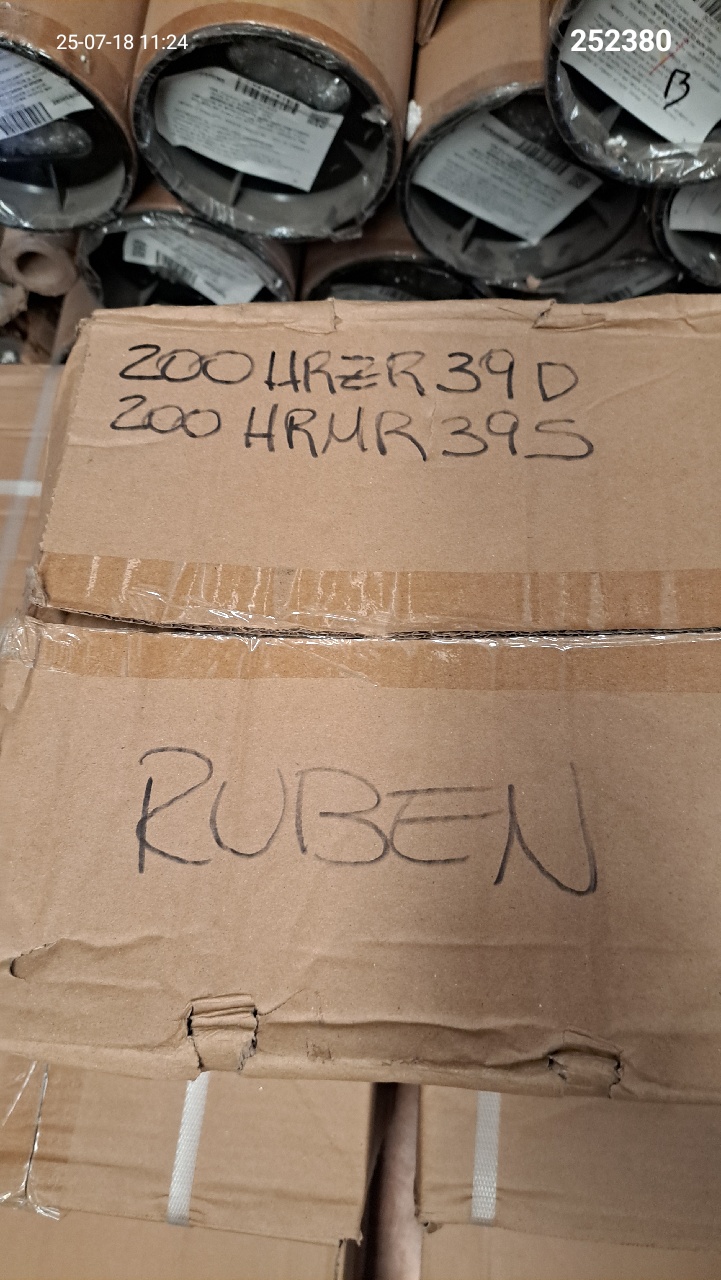 25-07-18 11:24
252380
B
200 HRZR 39 D
200 HRMR 39 S
RUBEN